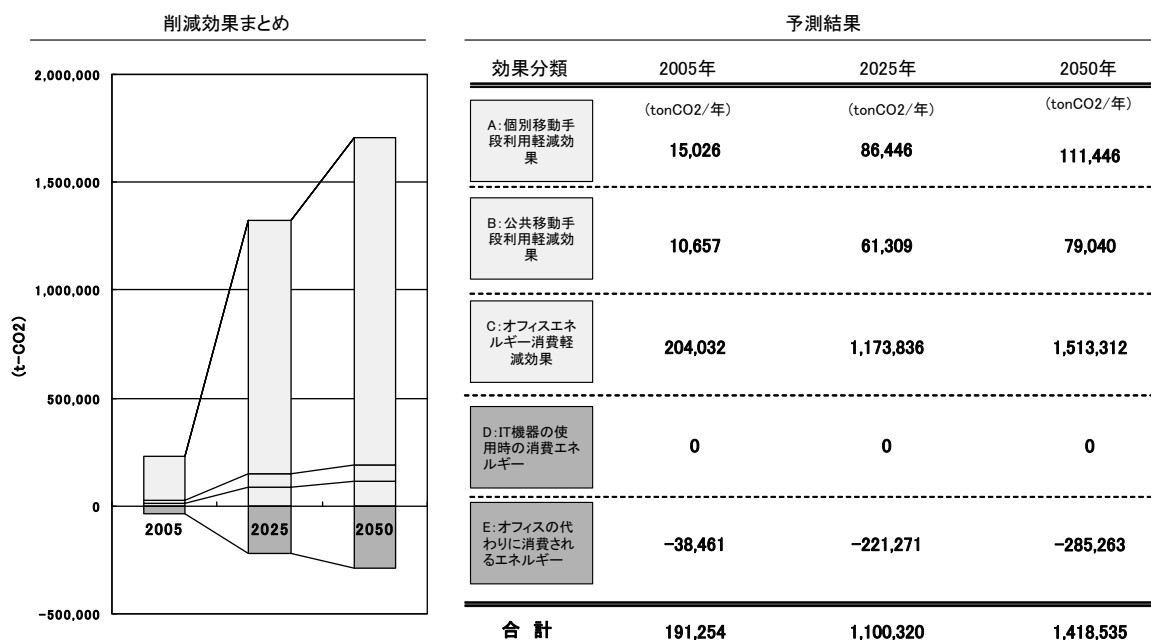 削減効果まとめ
2,000,000
1,500,000
1,000,000
500,000
0
-500,000
(t-CO2)
2005
2025
2050
予測結果
効果分類 2005年 2025年 2050年
(tonCO2/年) (tonCO2/年) (tonCO2/年)
A:個別移動手
段利用軽減効
果
15,026 86,446 111,446
B:公共移動手
段利用軽減効
果
10,657 61,309 79,040
C:オフィスエネ
ルギー消費軽
減効果
204,032 1,173,836 1,513,312
D:IT機器の使
用時の消費エネ
ルギー
0 0 0
E:オフィスの代
わりに消費され
るエネルギー
-38,461 -221,271 -285,263
合 計 191,254 1,100,320 1,418,535